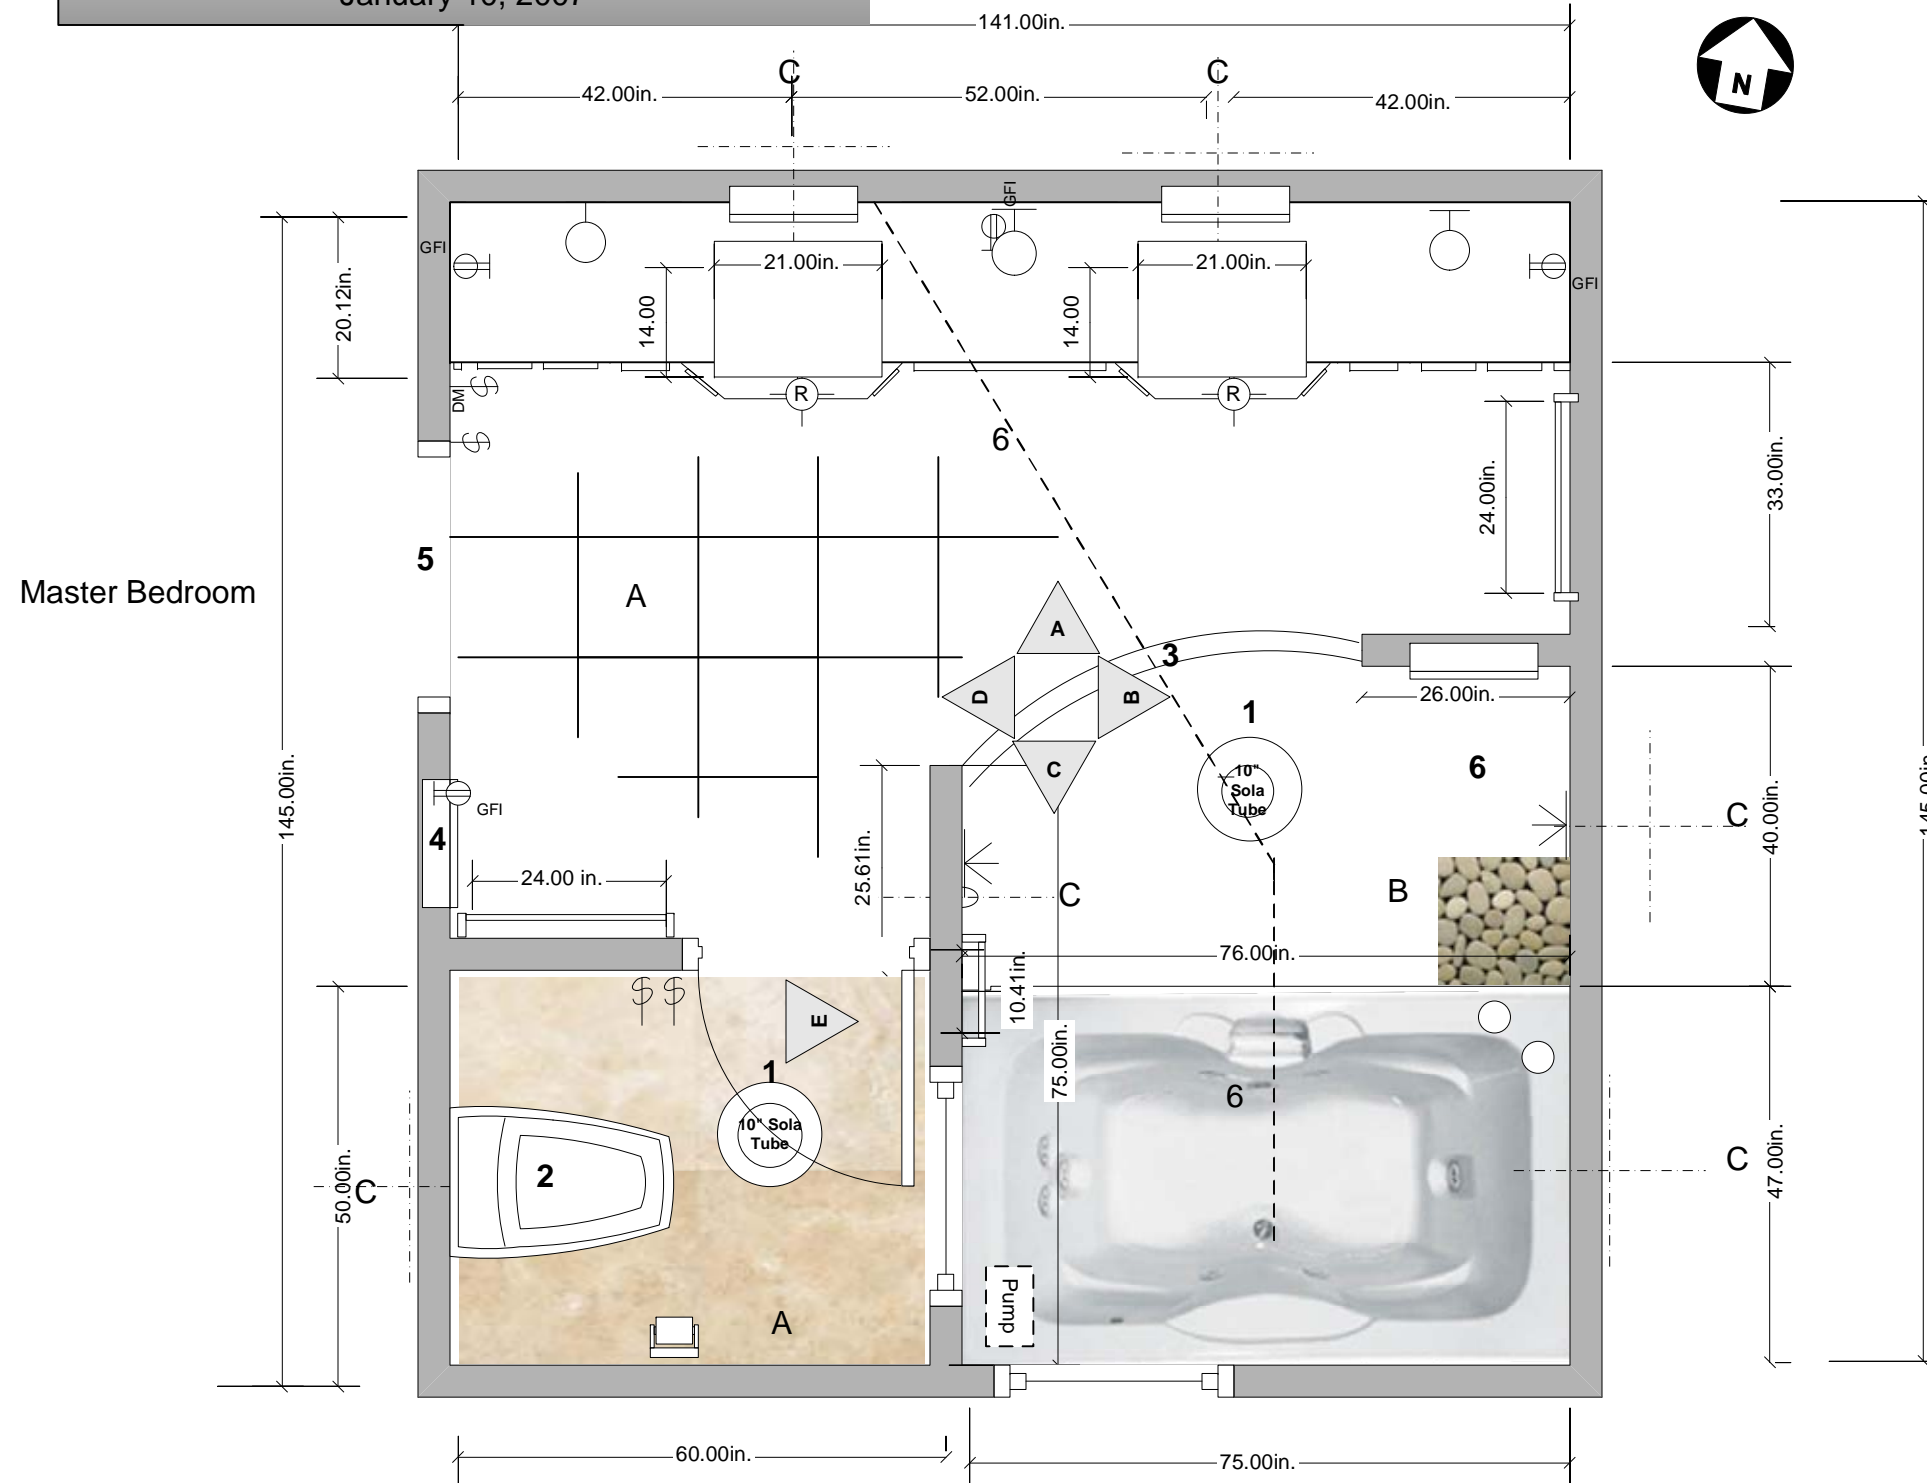 141.00in.
C
C
42.00in.
52.00in.
42.00in.
N
GFI
GFI
GFI
20.12in.
21.00in.
21.00in.
14.00
14.00
R
R
DM
6
33.00in.
24.00in.
5
Master Bedroom
A
A
3
D
B
C
26.00in.
1
6
10"
Sola
Tube
145.00in.
GFI
4
C
40.00in.
24.00 in.
25.61in.
C
B
76.00in.
10.41in.
E
1
75.00in.
6
10" Sola
Tube
2
50.00in.
C
C
47.00in.
A
Pump
60.00in.
75.00in.